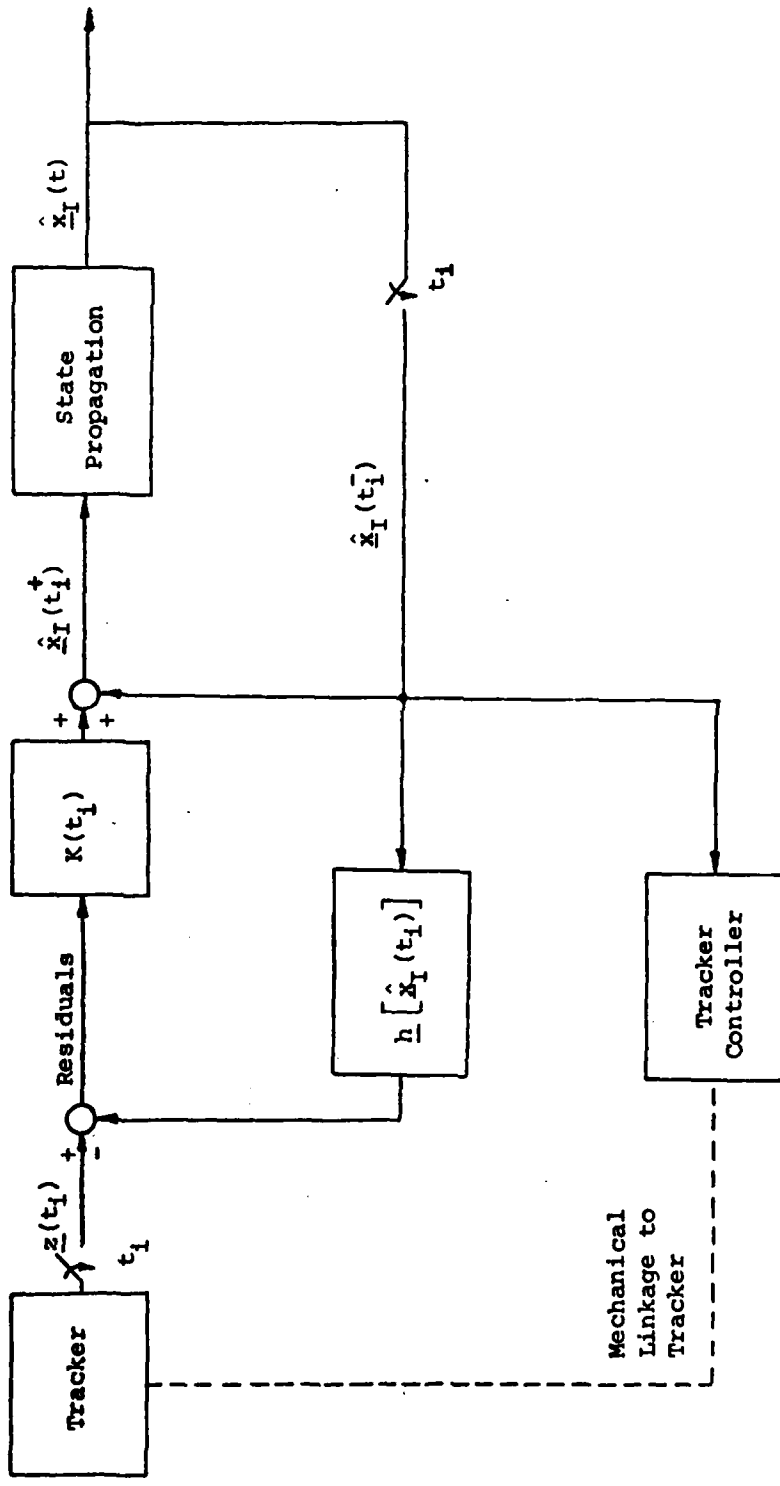 Tracker
z(t_i)
t_i
+
-
Residuals
K(t_i)
+
+
x̂_I(t_i^+)
State
Propagation
x̂_I(t)
t_i
x̂_I(t_i^-)
h[x̂_I(t_i)]
Tracker
Controller
Mechanical
Linkage to
Tracker